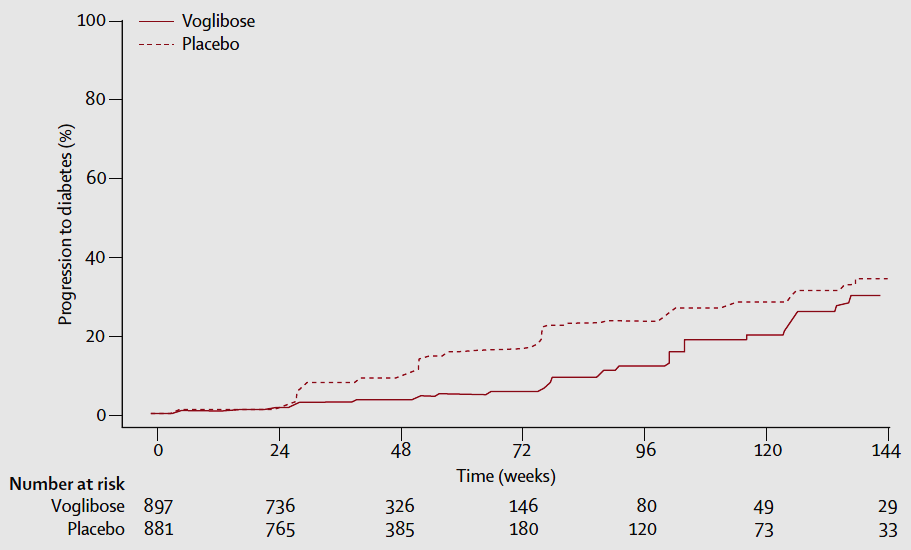 100
Voglibose
Placebo
80
60
40
20
0
Progression to diabetes (%)
0 24 48 72 96 120 144
Time (weeks)
Number at risk
Voglibose 897 736 326 146 80 49 29
Placebo 881 765 385 180 120 73 33